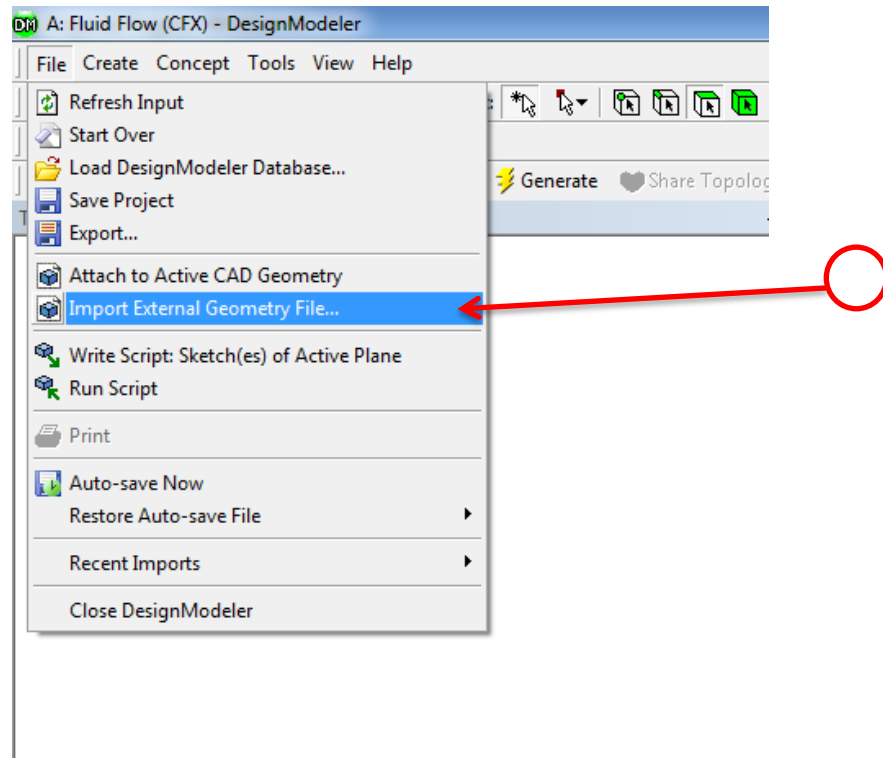 DM A: Fluid Flow (CFX) - DesignModeler
File Create Concept Tools View Help
Refresh Input
Start Over
Load DesignModeler Database...
Generate Share Topolog
Save Project
Export...
Attach to Active CAD Geometry
Import External Geometry File...
Write Script: Sketch(es) of Active Plane
Run Script
Print
Auto-save Now
Restore Auto-save File
Recent Imports
Close DesignModeler